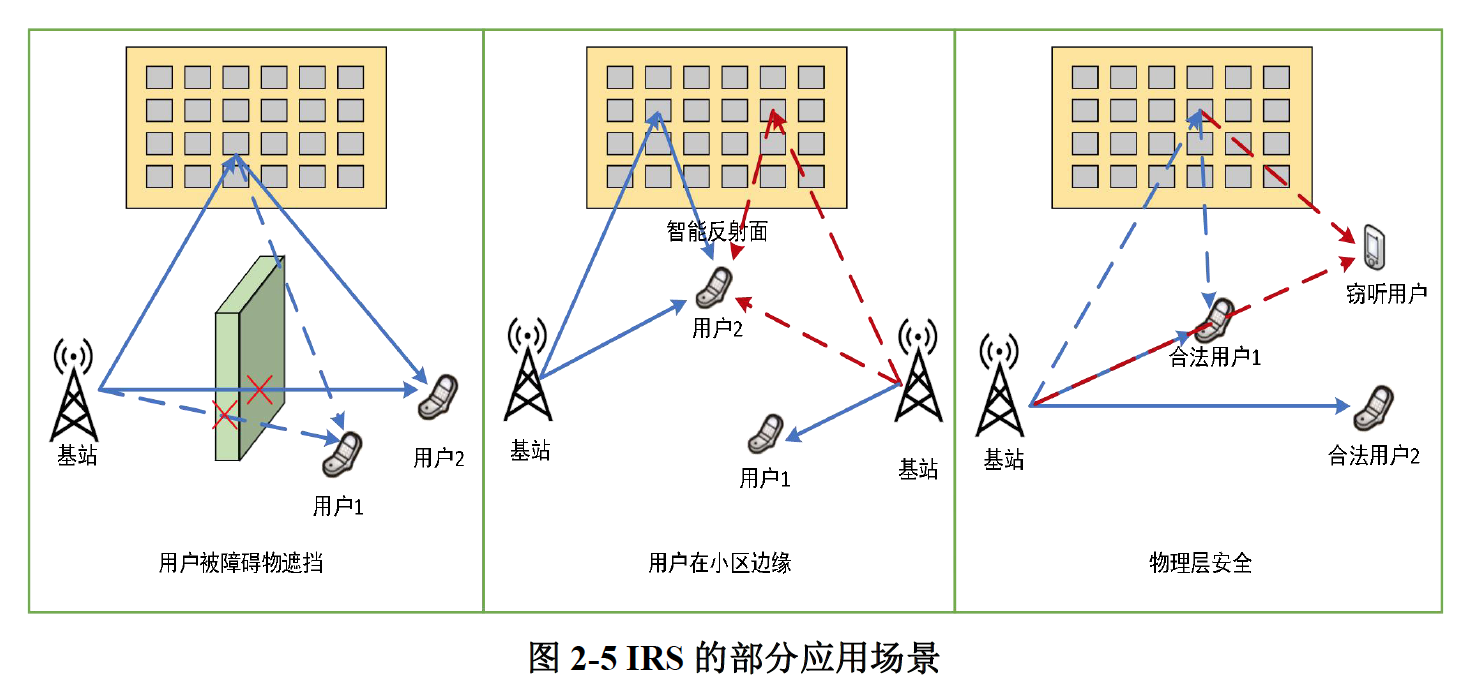 智能反射面
基站
用户1
用户2
用户被障碍物遮挡
用户2
基站
用户1
基站
用户在小区边缘
窃听用户
合法用户1
基站
合法用户2
物理层安全
图 2-5 IRS 的部分应用场景